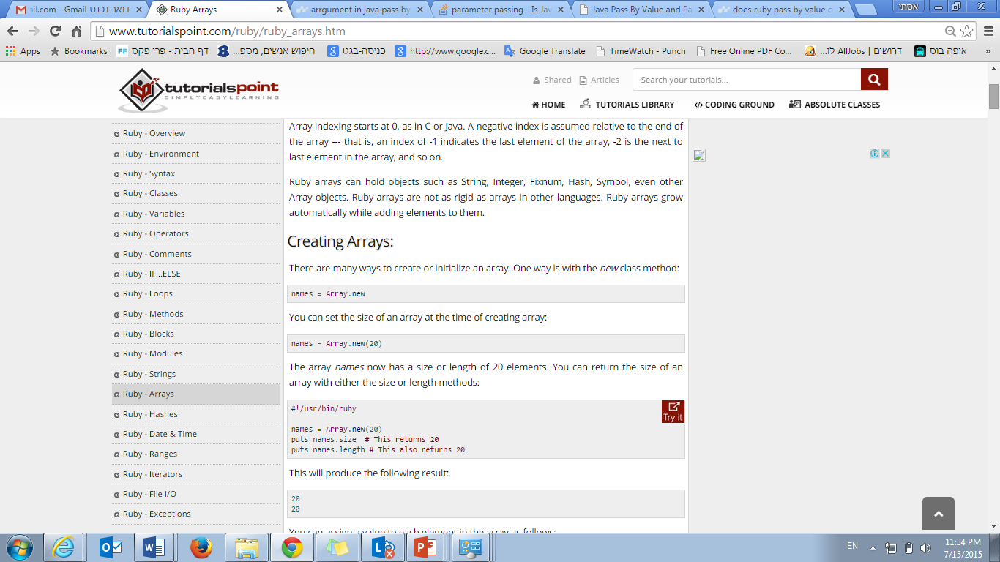 ail.com - Gmail דואר נכנס
Ruby Arrays
arrgument in java pass by
parameter passing - Is Jav
Java Pass By Value and Pa
does ruby pass by value o
אסתי
www.tutorialspoint.com/ruby/ruby_arrays.htm
Apps
Bookmarks
דף הבית - פרי פקס
חיפוש אנשים, מספ...
כניסה-בגט
http://www.google.c...
Google Translate
TimeWatch - Punch
Free Online PDF Co...
דרושים | AllJobs לו...
איפה בוס
»
tutorialspoint
SIMPLYEASYLEARNING
Shared
Articles
Search your tutorials...
HOME
TUTORIALS LIBRARY
</> CODING GROUND
ABSOLUTE CLASSES
Ruby - Overview
Ruby - Environment
Ruby - Syntax
Ruby - Classes
Ruby - Variables
Ruby - Operators
Ruby - Comments
Ruby - IF...ELSE
Ruby - Loops
Ruby - Methods
Ruby - Blocks
Ruby - Modules
Ruby - Strings
Ruby - Arrays
Ruby - Hashes
Ruby - Date & Time
Ruby - Ranges
Ruby - Iterators
Ruby - File I/O
Ruby - Exceptions
Array indexing starts at 0, as in C or Java. A negative index is assumed relative to the end of
the array --- that is, an index of -1 indicates the last element of the array, -2 is the next to
last element in the array, and so on.
Ruby arrays can hold objects such as String, Integer, Fixnum, Hash, Symbol, even other
Array objects. Ruby arrays are not as rigid as arrays in other languages. Ruby arrays grow
automatically while adding elements to them.
Creating Arrays:
There are many ways to create or initialize an array. One way is with the new class method:
names = Array.new
You can set the size of an array at the time of creating array:
names = Array.new(20)
The array names now has a size or length of 20 elements. You can return the size of an
array with either the size or length methods:
#!/usr/bin/ruby
Try it
names = Array.new(20)
puts names.size  # This returns 20
puts names.length # This also returns 20
This will produce the following result:
20
20
You can assign a value to each element in the array as follows:
EN
11:34 PM
7/15/2015